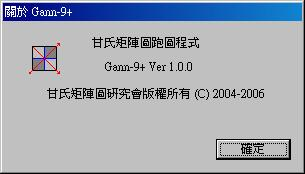 關於 Gann-9+
甘氏矩陣圖跑圖程式
Gann-9+ Ver 1.0.0
甘氏矩陣圖研究會版權所有 (C) 2004-2006
確定